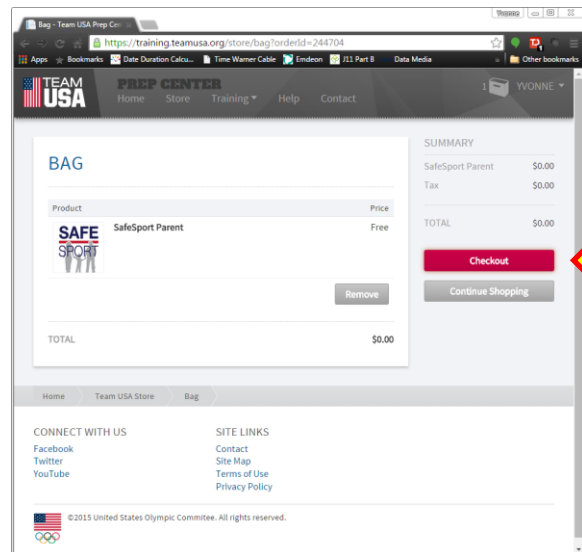 Bag - Team USA Prep Cen
https://training.teamusa.org/store/bag?orderId=244704
Apps Bookmarks Date Duration Calcu... Time Warner Cable Emdeon J11 Part B Data Media » Other bookmarks
TEAM USA
PREP CENTER
Home Store Training Help Contact
1 YVONNE
BAG
Product Price
SAFE SPORT
SafeSport Parent Free
Remove
TOTAL $0.00
SUMMARY
SafeSport Parent $0.00
Tax $0.00
TOTAL $0.00
Checkout
Continue Shopping
Home Team USA Store Bag
CONNECT WITH US
Facebook
Twitter
YouTube
SITE LINKS
Contact
Site Map
Terms of Use
Privacy Policy
©2015 United States Olympic Commitee. All rights reserved.